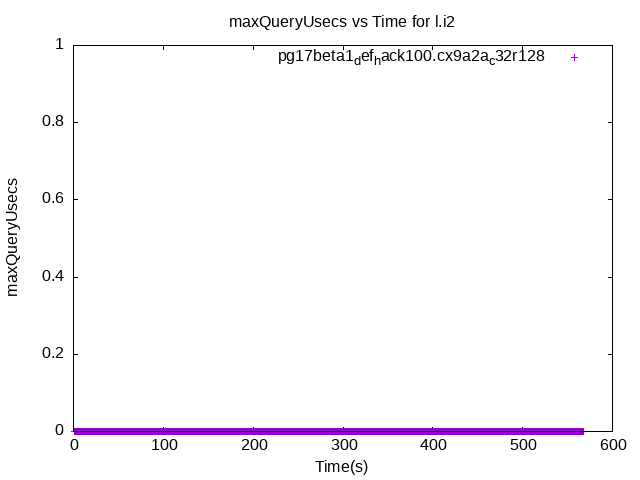 maxQueryUsecs vs Time for l.i2
pg17beta1_def_hack100.cx9a2a_c32r128
maxQueryUsecs
1
0.8
0.6
0.4
0.2
0
0 100 200 300 400 500 600
Time(s)